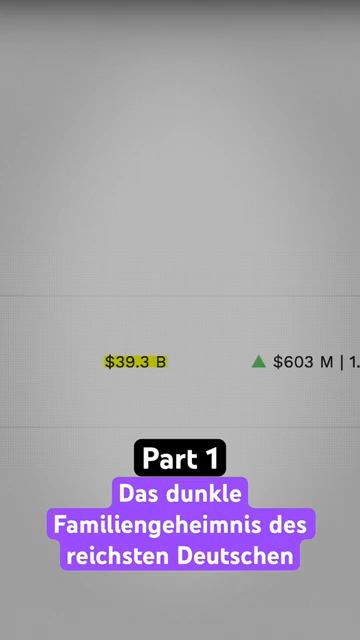 $39.3 B ▲ $603 M | 1.
Part 1
Das dunkle
Familiengeheimnis des
reichsten Deutschen